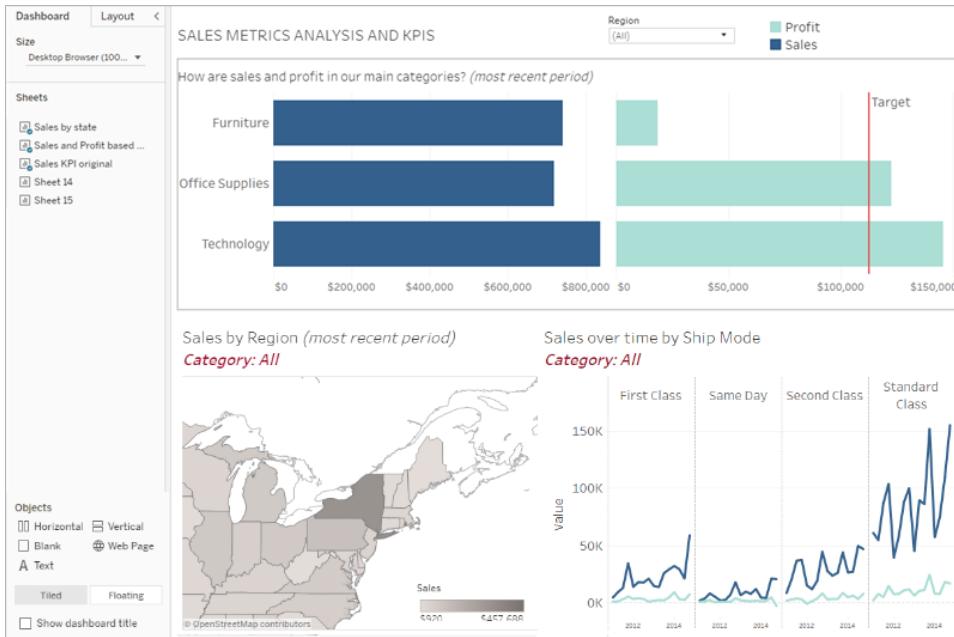 Dashboard
Layout
<
Size
Desktop Browser (100...
Sheets
Sales by state
Sales and Profit based ...
Sales KPI original
Sheet 14
Sheet 15
Objects
Horizontal
Vertical
Blank
Web Page
A Text
Tiled
Floating
Show dashboard title
SALES METRICS ANALYSIS AND KPIS
Region
(All)
Profit
Sales
How are sales and profit in our main categories? (most recent period)
Target
Furniture
Office Supplies
Technology
$0 $200,000 $400,000 $600,000 $800,000
$0 $50,000 $100,000 $150,000
Sales by Region (most recent period)
Category: All
Sales
$920 $457,688
© OpenStreetMap contributors
Sales over time by Ship Mode
Category: All
First Class
Same Day
Second Class
Standard
Class
Value
150K
100K
50K
0K
2012 2014 2012 2014 2012 2014 2012 2014